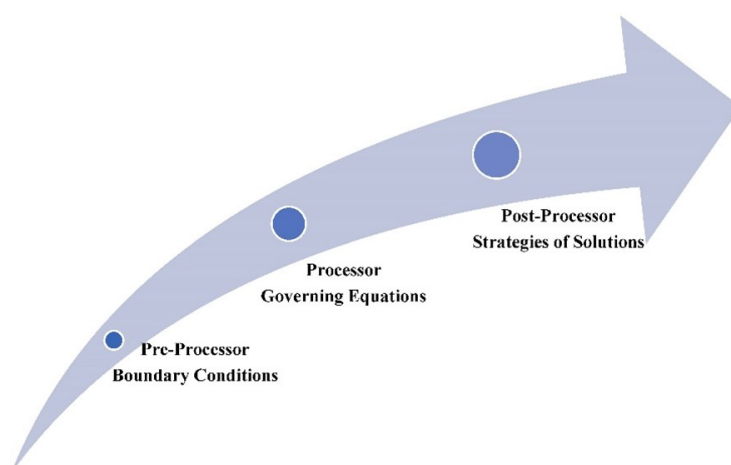 Post-Processor
Strategies of Solutions
Processor
Governing Equations
Pre-Processor
Boundary Conditions